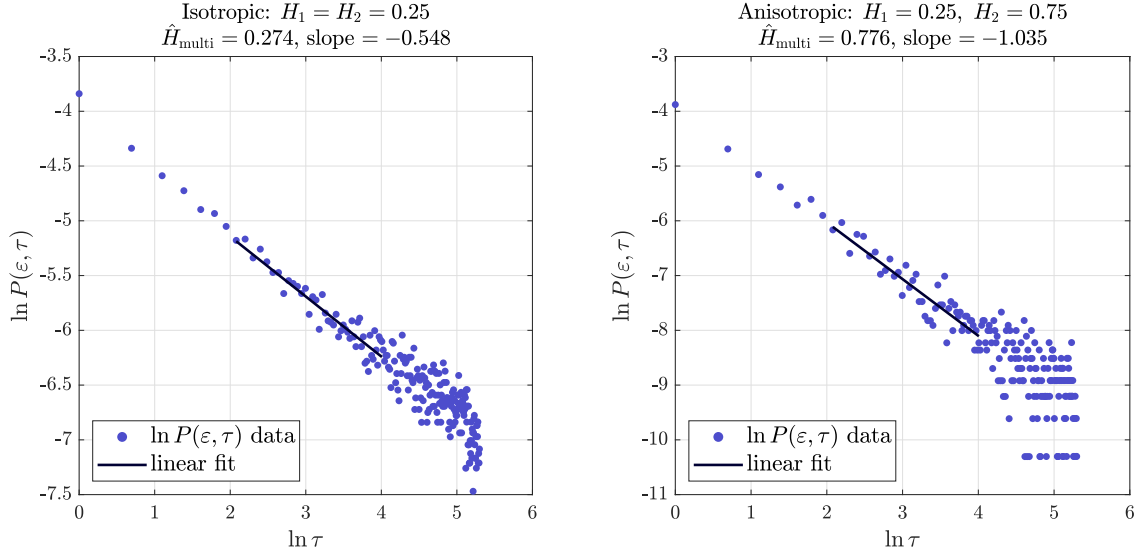 Isotropic: H₁ = H₂ = 0.25
Ĥ_multi = 0.274, slope = −0.548
-3.5
-4
-4.5
-5
-5.5
-6
-6.5
-7
-7.5
ln P(ε, τ)
ln P(ε, τ) data
linear fit
0 1 2 3 4 5 6
ln τ
Anisotropic: H₁ = 0.25, H₂ = 0.75
Ĥ_multi = 0.776, slope = −1.035
-3
-4
-5
-6
-7
-8
-9
-10
-11
ln P(ε, τ)
ln P(ε, τ) data
linear fit
0 1 2 3 4 5 6
ln τ